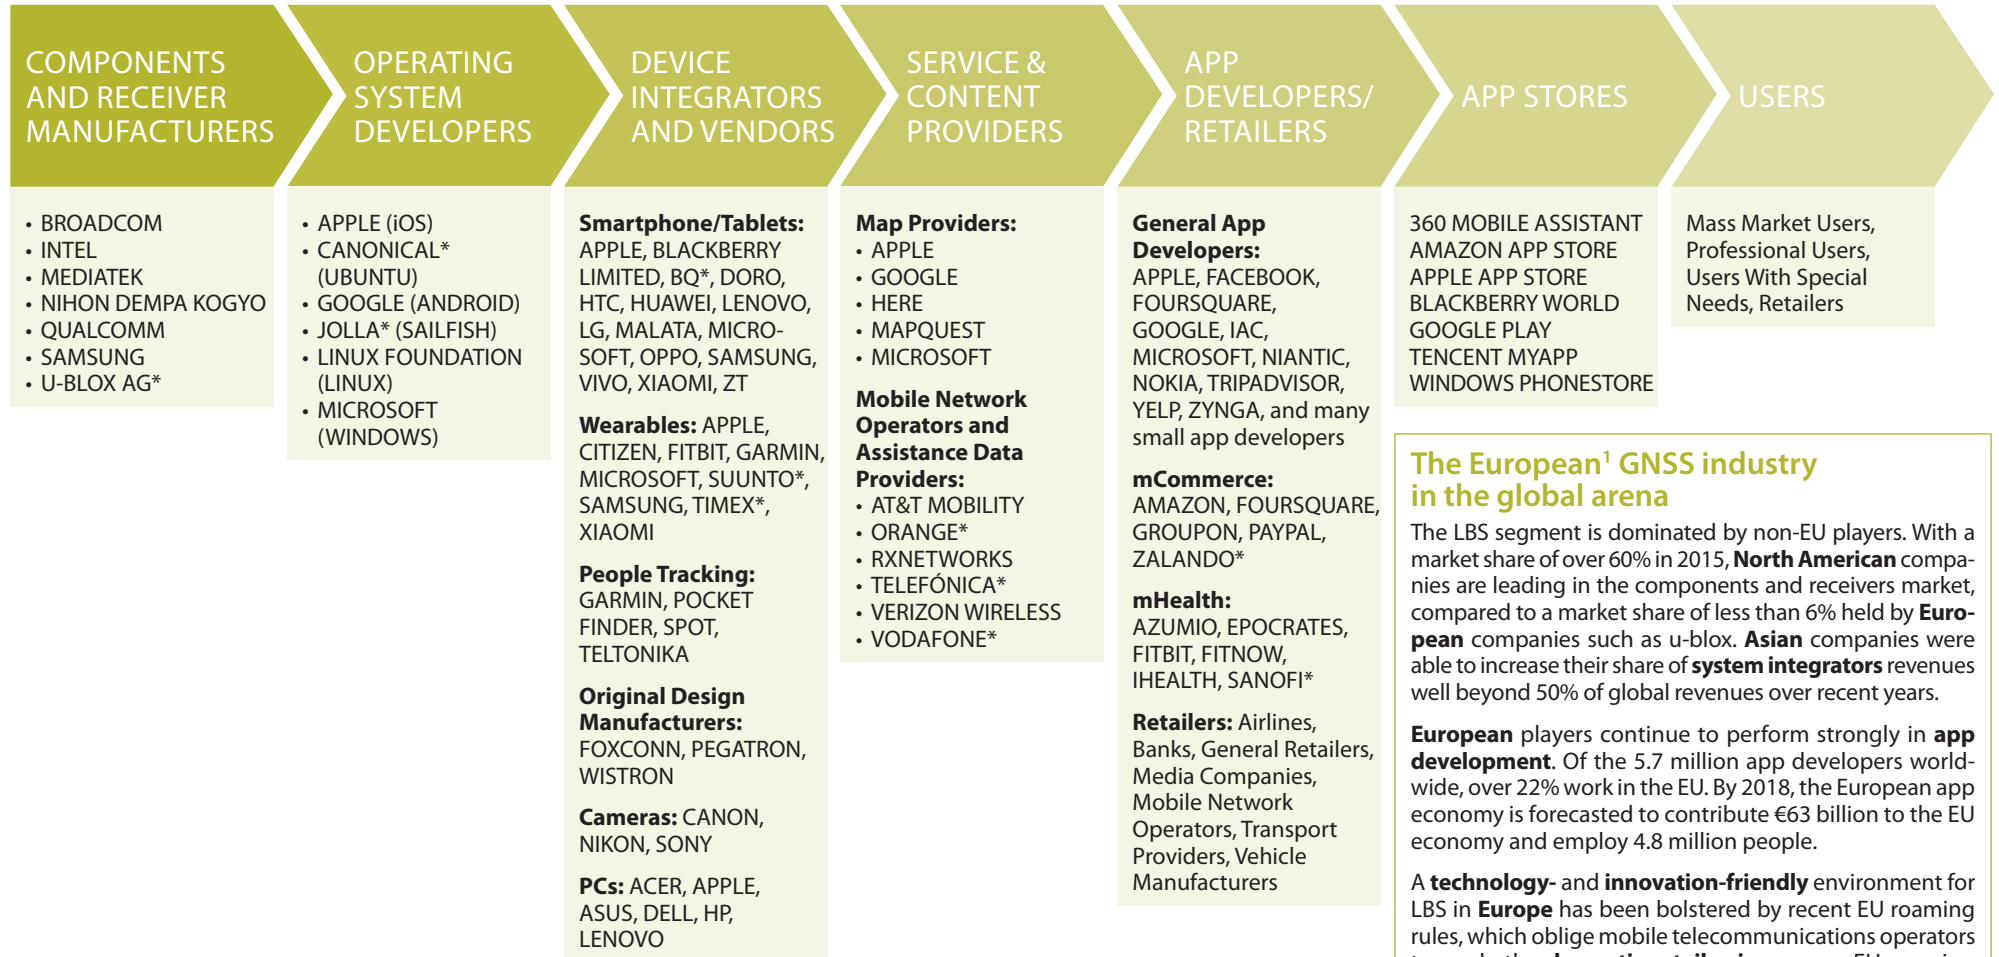 COMPONENTS
AND RECEIVER
MANUFACTURERS
• BROADCOM
• INTEL
• MEDIATEK
• NIHON DEMPA KOGYO
• QUALCOMM
• SAMSUNG
• U-BLOX AG*
OPERATING
SYSTEM
DEVELOPERS
• APPLE (iOS)
• CANONICAL*
(UBUNTU)
• GOOGLE (ANDROID)
• JOLLA* (SAILFISH)
• LINUX FOUNDATION
(LINUX)
• MICROSOFT
(WINDOWS)
DEVICE
INTEGRATORS
AND VENDORS
Smartphone/Tablets:
APPLE, BLACKBERRY
LIMITED, BQ*, DORO,
HTC, HUAWEI, LENOVO,
LG, MALATA, MICRO-
SOFT, OPPO, SAMSUNG,
VIVO, XIAOMI, ZT
Wearables: APPLE,
CITIZEN, FITBIT, GARMIN,
MICROSOFT, SUUNTO*,
SAMSUNG, TIMEX*,
XIAOMI
People Tracking:
GARMIN, POCKET
FINDER, SPOT,
TELTONIKA
Original Design
Manufacturers:
FOXCONN, PEGATRON,
WISTRON
Cameras: CANON,
NIKON, SONY
PCs: ACER, APPLE,
ASUS, DELL, HP,
LENOVO
SERVICE &
CONTENT
PROVIDERS
Map Providers:
• APPLE
• GOOGLE
• HERE
• MAPQUEST
• MICROSOFT
Mobile Network
Operators and
Assistance Data
Providers:
• AT&T MOBILITY
• ORANGE*
• RXNETWORKS
• TELEFÓNICA*
• VERIZON WIRELESS
• VODAFONE*
APP
DEVELOPERS/
RETAILERS
General App
Developers:
APPLE, FACEBOOK,
FOURSQUARE,
GOOGLE, IAC,
MICROSOFT, NIANTIC,
NOKIA, TRIPADVISOR,
YELP, ZYNGA, and many
small app developers
mCommerce:
AMAZON, FOURSQUARE,
GROUPON, PAYPAL,
ZALANDO*
mHealth:
AZUMIO, EPOCRATES,
FITBIT, FITNOW,
IHEALTH, SANOFI*
Retailers: Airlines,
Banks, General Retailers,
Media Companies,
Mobile Network
Operators, Transport
Providers, Vehicle
Manufacturers
APP STORES
360 MOBILE ASSISTANT
AMAZON APP STORE
APPLE APP STORE
BLACKBERRY WORLD
GOOGLE PLAY
TENCENT MYAPP
WINDOWS PHONESTORE
USERS
Mass Market Users,
Professional Users,
Users With Special
Needs, Retailers
The European¹ GNSS industry
in the global arena
The LBS segment is dominated by non-EU players. With a
market share of over 60% in 2015, North American compa-
nies are leading in the components and receivers market,
compared to a market share of less than 6% held by Euro-
pean companies such as u-blox. Asian companies were
able to increase their share of system integrators revenues
well beyond 50% of global revenues over recent years.
European players continue to perform strongly in app
development. Of the 5.7 million app developers world-
wide, over 22% work in the EU. By 2018, the European app
economy is forecasted to contribute €63 billion to the EU
economy and employ 4.8 million people.
A technology- and innovation-friendly environment for
LBS in Europe has been bolstered by recent EU roaming
rules, which oblige mobile telecommunications operators